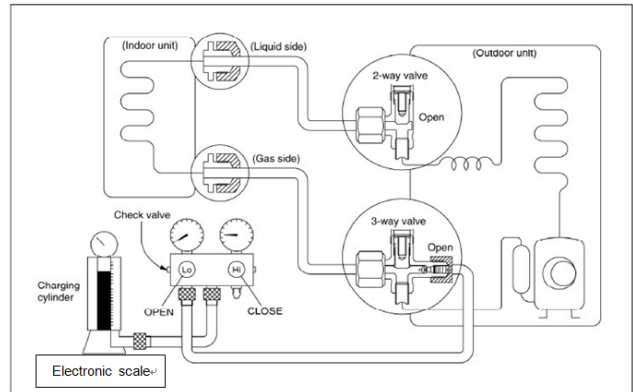 (Indoor unit)
(Liquid side)
(Outdoor unit)
2-way valve
Open
(Gas side)
Check valve
3-way valve
Open
Lo
Hi
Charging
cylinder
OPEN
CLOSE
Electronic scale